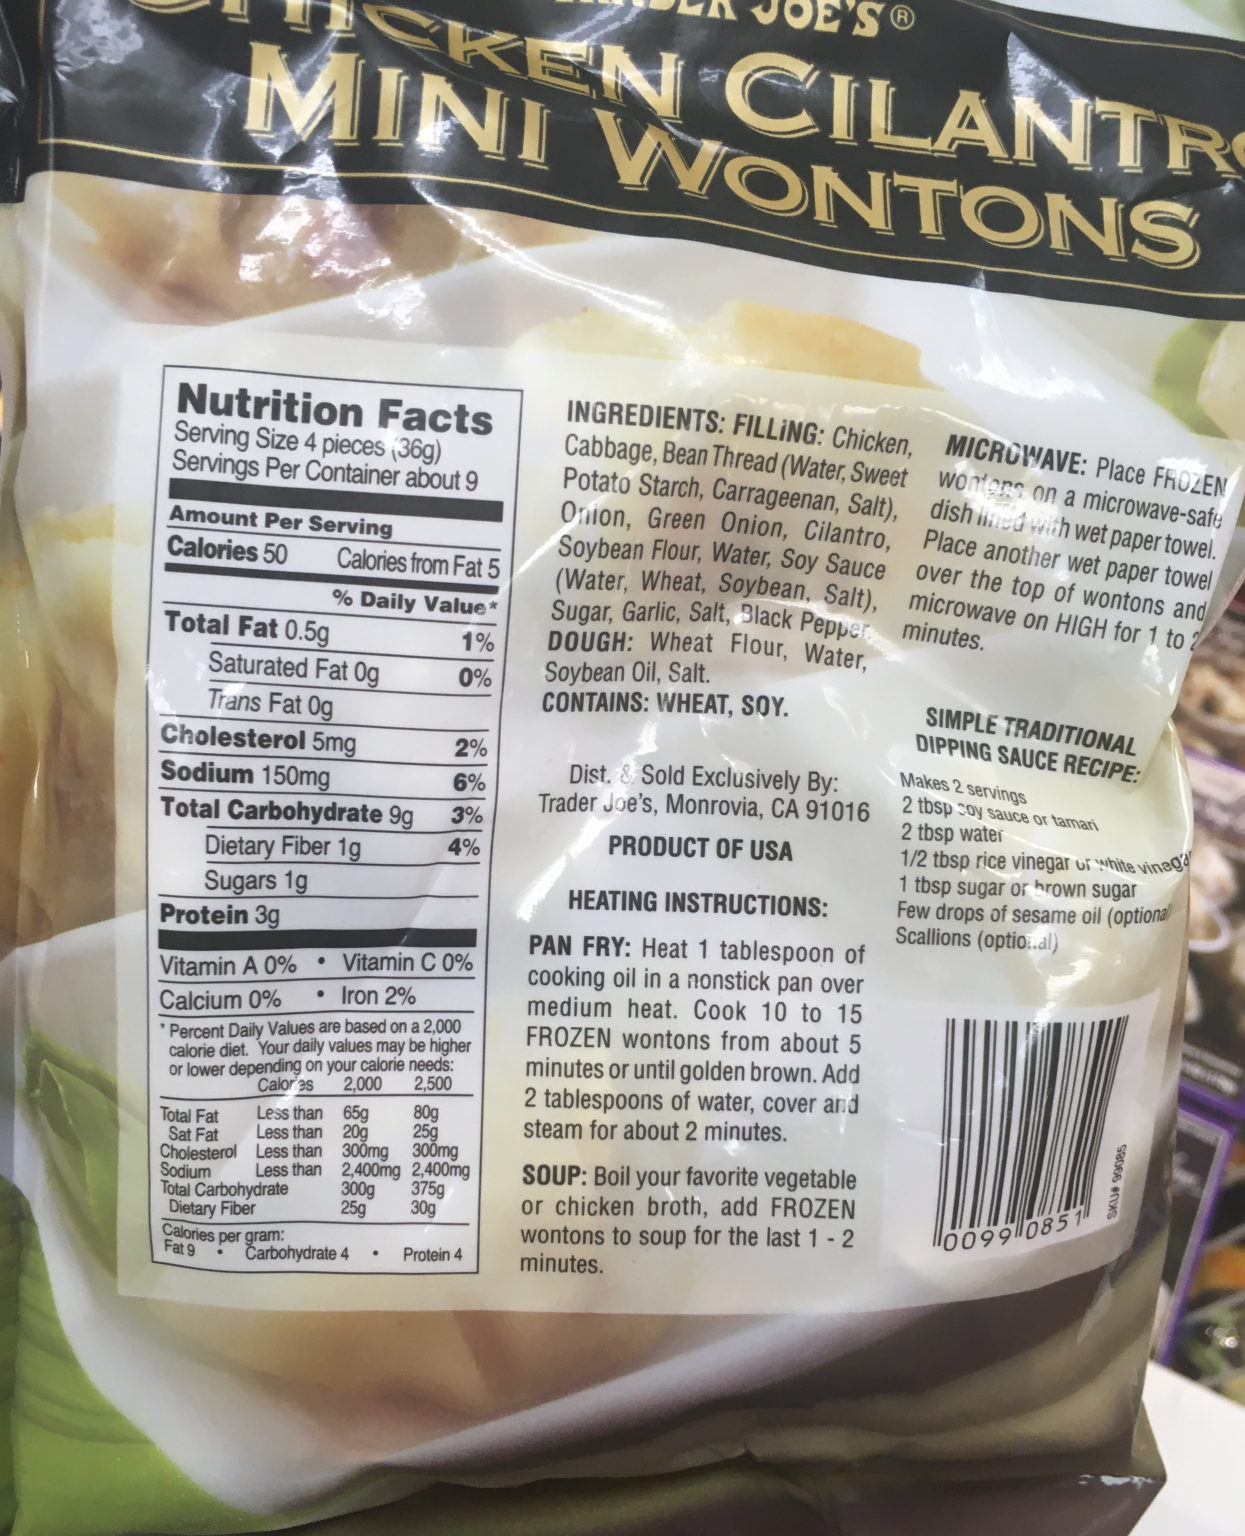 JOE'S®
CHICKEN CILANTRO
MINI WONTONS
Nutrition Facts
Serving Size 4 pieces (36g)
Servings Per Container about 9
Amount Per Serving
Calories 50 Calories from Fat 5
% Daily Value*
Total Fat 0.5g 1%
Saturated Fat 0g 0%
Trans Fat 0g
Cholesterol 5mg 2%
Sodium 150mg 6%
Total Carbohydrate 9g 3%
Dietary Fiber 1g 4%
Sugars 1g
Protein 3g
Vitamin A 0% • Vitamin C 0%
Calcium 0% • Iron 2%
* Percent Daily Values are based on a 2,000
calorie diet. Your daily values may be higher
or lower depending on your calorie needs:
Calories 2,000 2,500
Total Fat Less than 65g 80g
Sat Fat Less than 20g 25g
Cholesterol Less than 300mg 300mg
Sodium Less than 2,400mg 2,400mg
Total Carbohydrate 300g 375g
Dietary Fiber 25g 30g
Calories per gram:
Fat 9 • Carbohydrate 4 • Protein 4
INGREDIENTS: FILLiNG: Chicken,
Cabbage, Bean Thread (Water, Sweet
Potato Starch, Carrageenan, Salt),
Onion, Green Onion, Cilantro,
Soybean Flour, Water, Soy Sauce
(Water, Wheat, Soybean, Salt),
Sugar, Garlic, Salt, Black Pepper.
DOUGH: Wheat Flour, Water,
Soybean Oil, Salt.
CONTAINS: WHEAT, SOY.
Dist. & Sold Exclusively By:
Trader Joe's, Monrovia, CA 91016
PRODUCT OF USA
HEATING INSTRUCTIONS:
PAN FRY: Heat 1 tablespoon of
cooking oil in a nonstick pan over
medium heat. Cook 10 to 15
FROZEN wontons from about 5
minutes or until golden brown. Add
2 tablespoons of water, cover and
steam for about 2 minutes.
SOUP: Boil your favorite vegetable
or chicken broth, add FROZEN
wontons to soup for the last 1 - 2
minutes.
MICROWAVE: Place FROZEN
wontons on a microwave-safe
dish lined with wet paper towel.
Place another wet paper towel
over the top of wontons and
microwave on HIGH for 1 to 2
minutes.
SIMPLE TRADITIONAL
DIPPING SAUCE RECIPE:
Makes 2 servings
2 tbsp soy sauce or tamari
2 tbsp water
1/2 tbsp rice vinegar or white vinegar
1 tbsp sugar or brown sugar
Few drops of sesame oil (optional)
Scallions (optional)
0099 0851
SKU# 99085